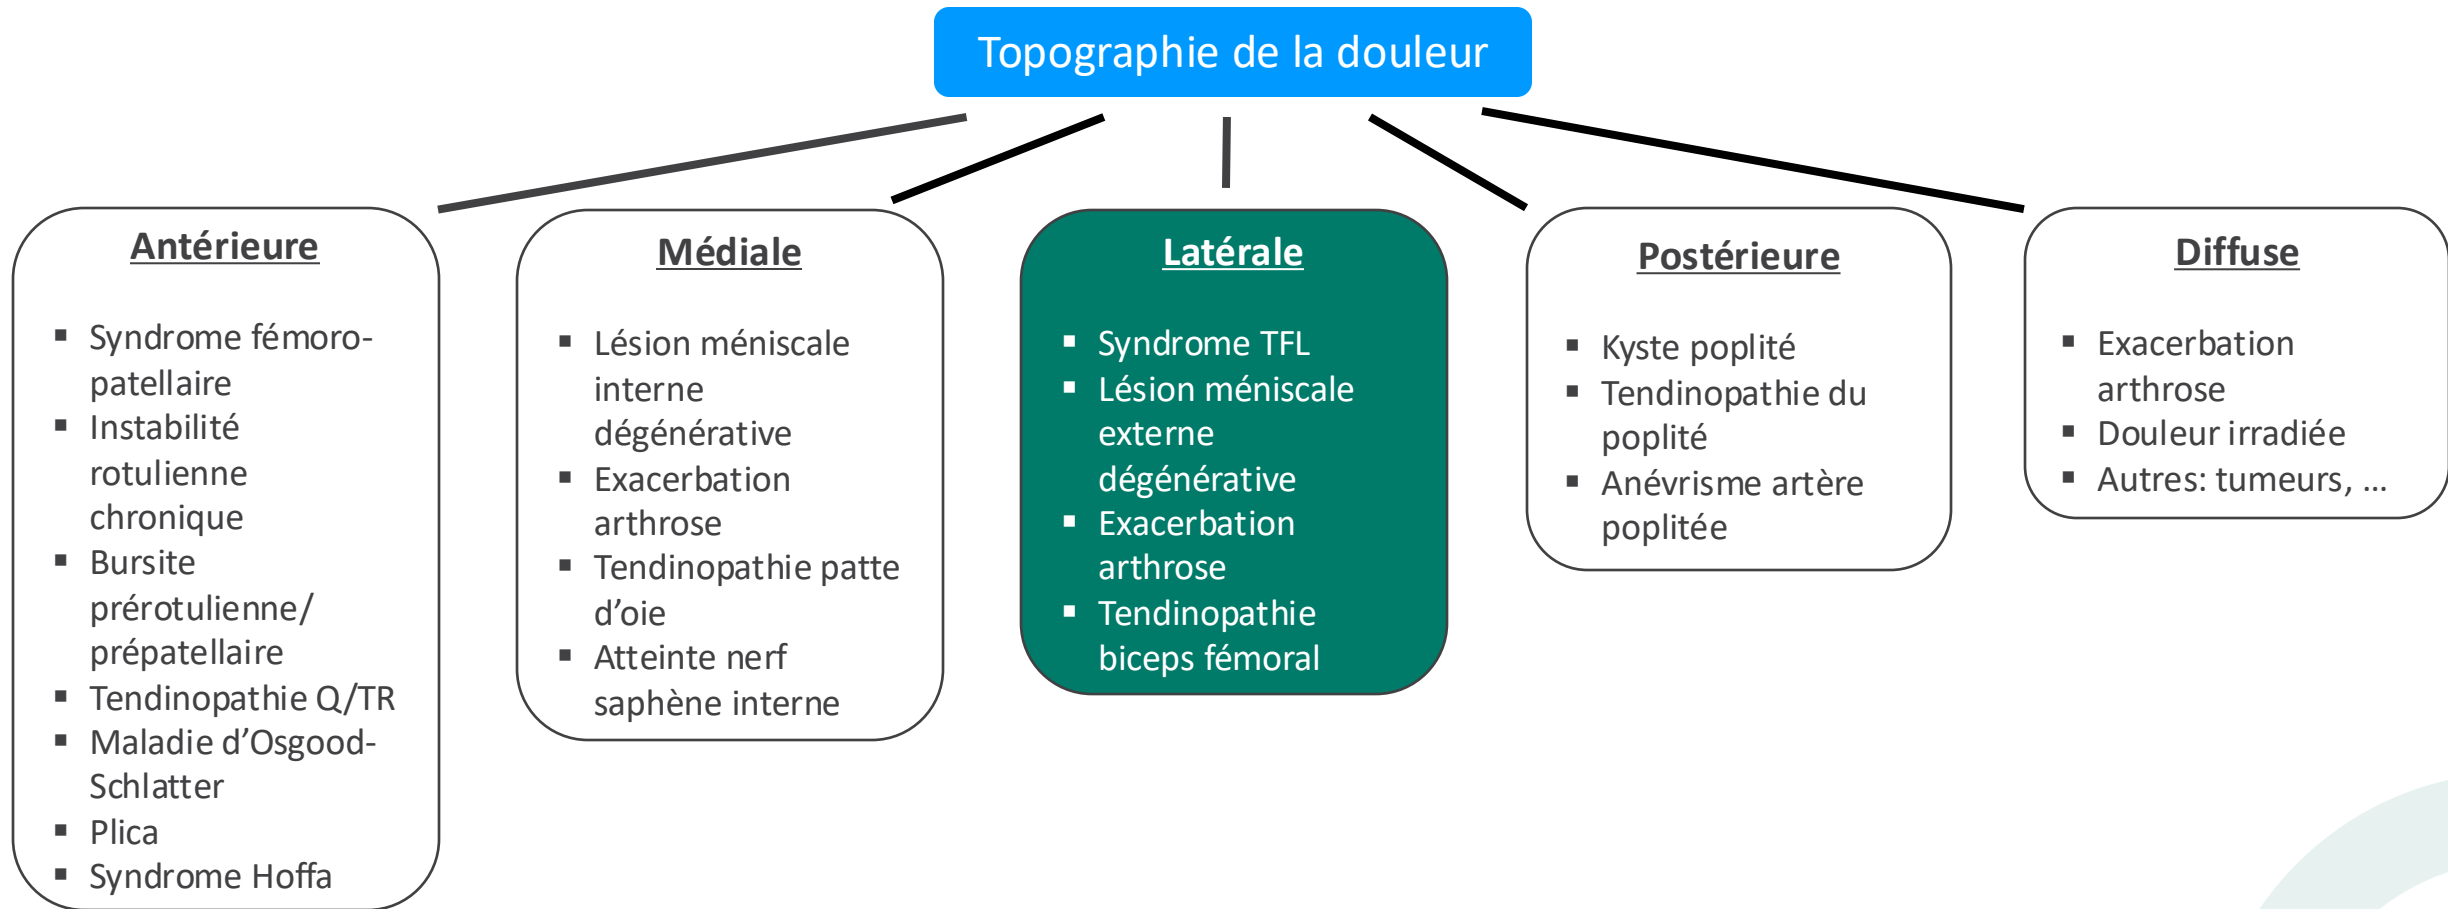 Topographie de la douleur
Antérieure
▪ Syndrome fémoro-
patellaire
▪ Instabilité
rotulienne
chronique
▪ Bursite
prérotulienne/
prépatellaire
▪ Tendinopathie Q/TR
▪ Maladie d’Osgood-
Schlatter
▪ Plica
▪ Syndrome Hoffa
Médiale
▪ Lésion méniscale
interne
dégénérative
▪ Exacerbation
arthrose
▪ Tendinopathie patte
d’oie
▪ Atteinte nerf
saphène interne
Latérale
▪ Syndrome TFL
▪ Lésion méniscale
externe
dégénérative
▪ Exacerbation
arthrose
▪ Tendinopathie
biceps fémoral
Postérieure
▪ Kyste poplité
▪ Tendinopathie du
poplité
▪ Anévrisme artère
poplitée
Diffuse
▪ Exacerbation
arthrose
▪ Douleur irradiée
▪ Autres: tumeurs, …